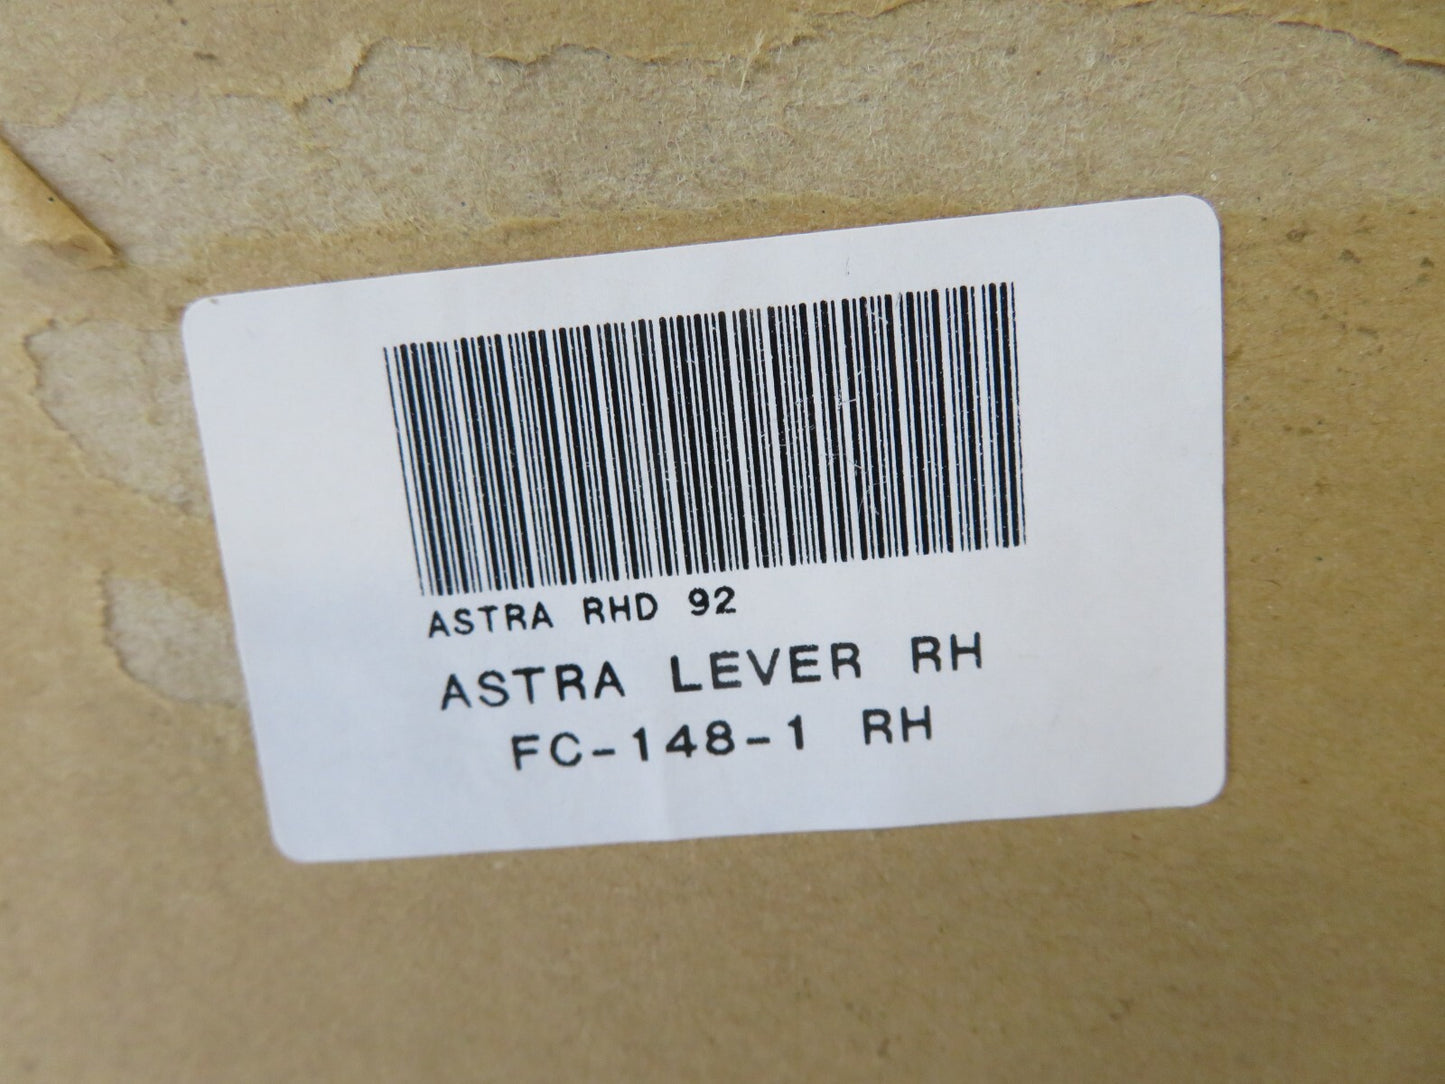 ASTRA RHD 92
ASTRA LEVER RH
FC-148-1 RH